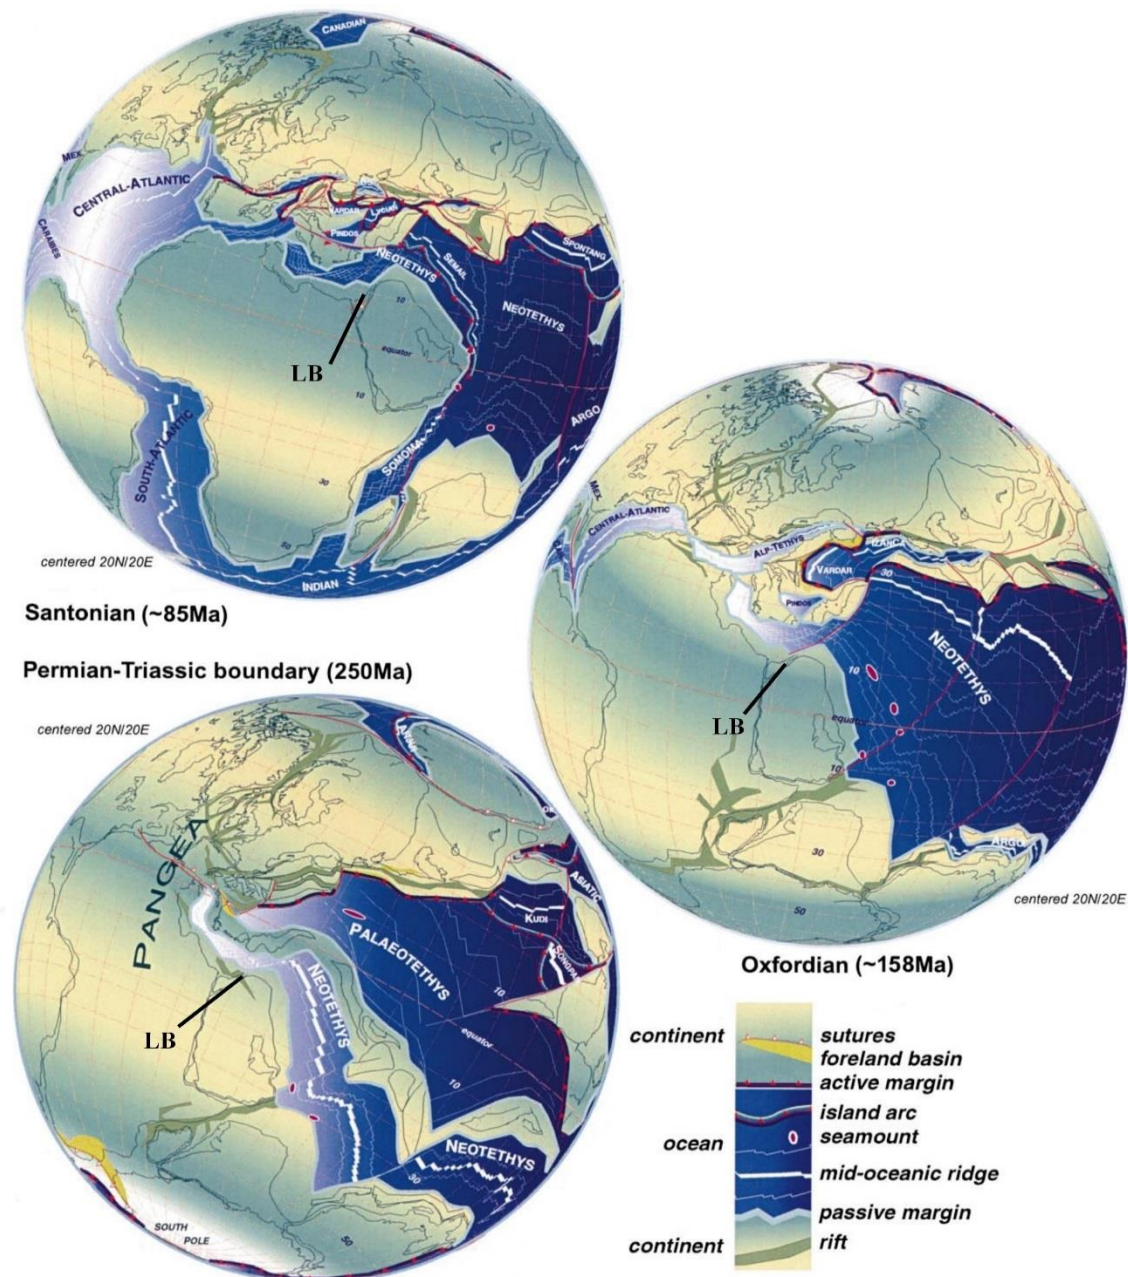 CANADIAN
MEX.
CENTRAL-ATLANTIC
CARAIBES
VARDAR
LYCIAN
PINDOS
NEOTETHYS
SEMAIL
SPONTANG
NEOTETHYS
10
LB
equator
10
ARGO
SOMOMA
SOUTH-ATLANTIC
30
50
INDIAN
centered 20N/20E
Santonian (~85Ma)
MEX.
CENTRAL-ATLANTIC
ALP-TETHYS
VARDAR
30
PINDOS
NEOTETHYS
10
LB
equator
10
ARGO
30
50
centered 20N/20E
Oxfordian (~158Ma)
Permian-Triassic boundary (250Ma)
centered 20N/20E
PANGEA
ASIATIC
KUDI
SONGPAN
PALAEOTETHYS
NEOTETHYS
10
LB
equator
10
NEOTETHYS
30
SOUTH
POLE
50
continent
sutures
foreland basin
active margin
island arc
ocean
seamount
mid-oceanic ridge
passive margin
continent
rift